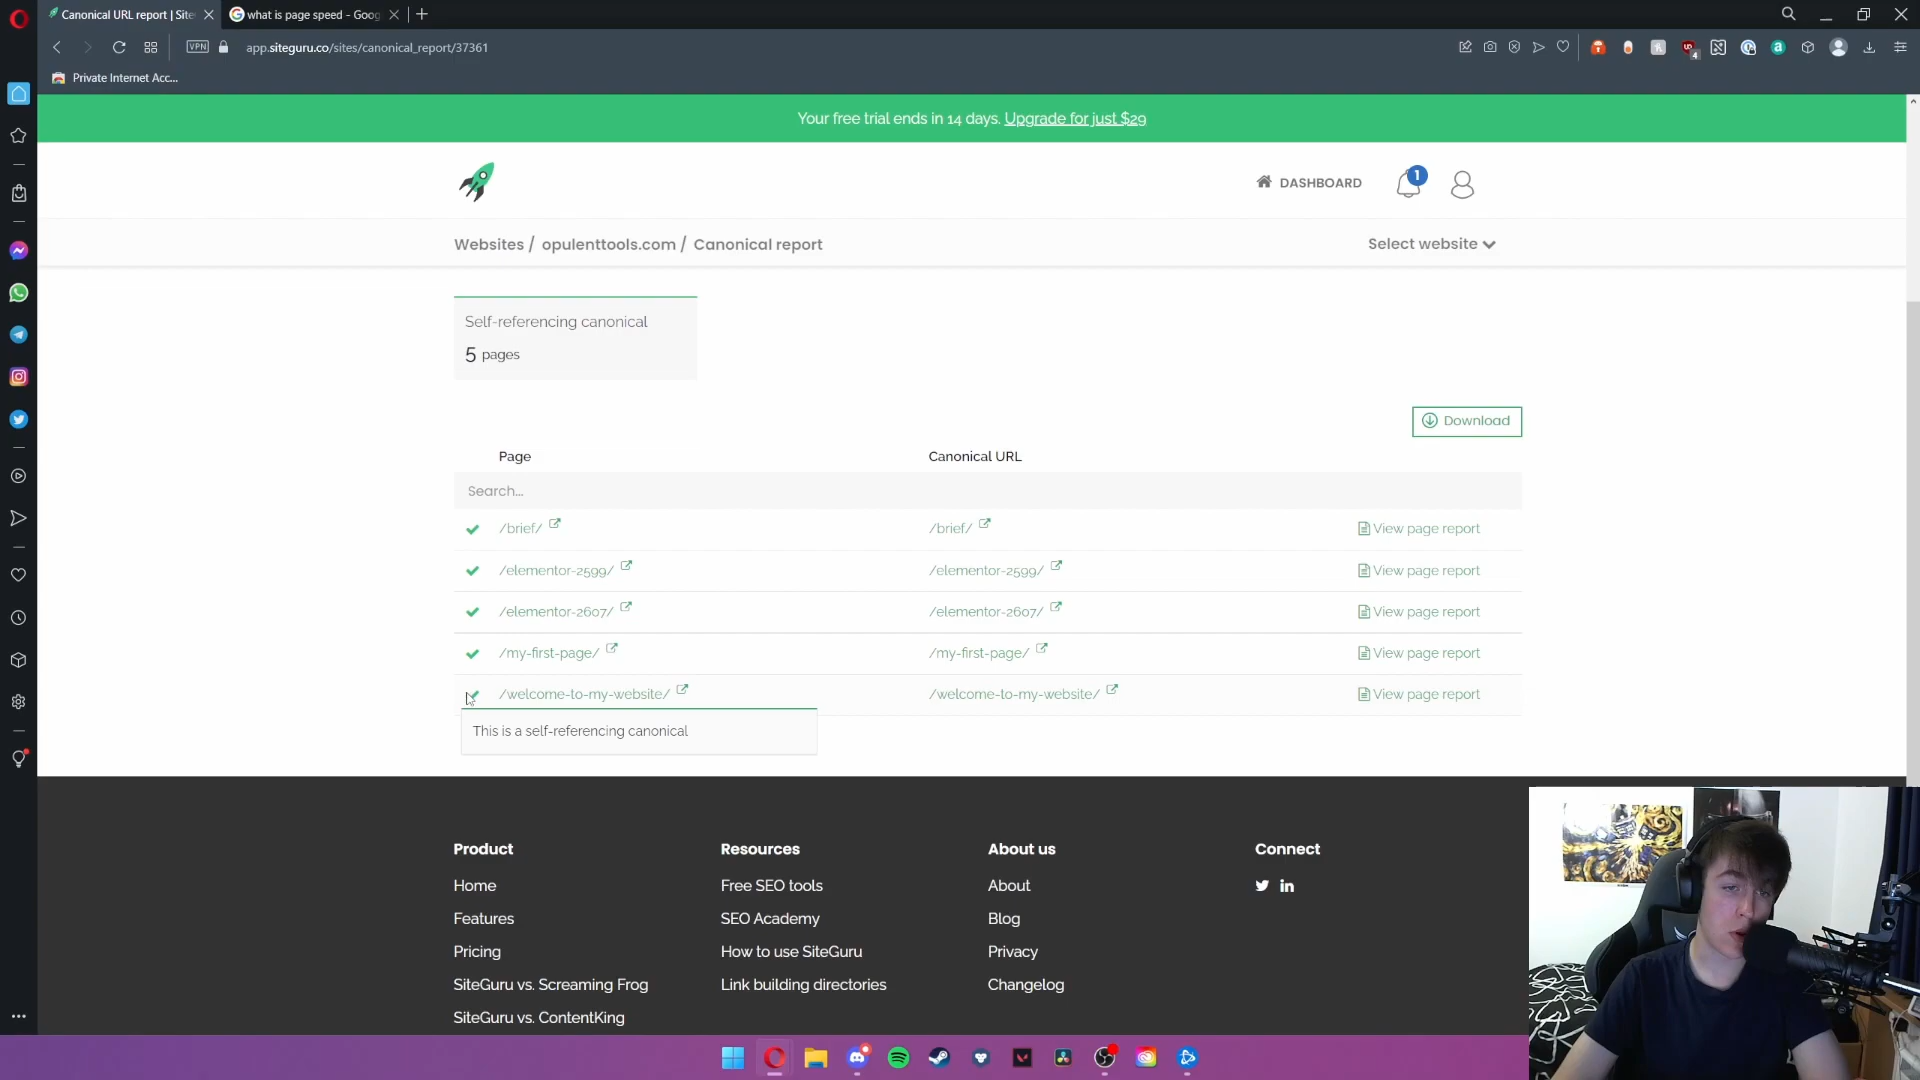 Canonical URL report | Site
what is page speed - Goog
VPN
app.siteguru.co/sites/canonical_report/37361
4
Private Internet Acc...
Your free trial ends in 14 days. Upgrade for just $29
DASHBOARD
1
Websites / opulenttools.com / Canonical report
Select website
Self-referencing canonical
5 pages
Download
Page
Canonical URL
Search...
/brief/
/brief/
View page report
/elementor-2599/
/elementor-2599/
View page report
/elementor-2607/
/elementor-2607/
View page report
/my-first-page/
/my-first-page/
View page report
/welcome-to-my-website/
/welcome-to-my-website/
View page report
This is a self-referencing canonical
Product
Resources
About us
Connect
Home
Free SEO tools
About
Features
SEO Academy
Blog
Pricing
How to use SiteGuru
Privacy
SiteGuru vs. Screaming Frog
Link building directories
Changelog
SiteGuru vs. ContentKing